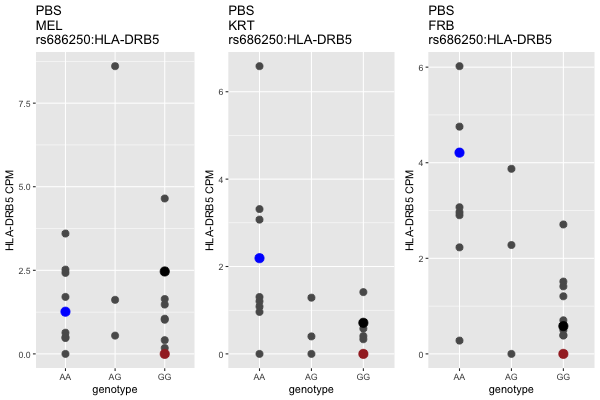 PBS
MEL
rs686250:HLA-DRB5
HLA-DRB5 CPM
7.5
5.0
2.5
0.0
AA AG GG
genotype
PBS
KRT
rs686250:HLA-DRB5
HLA-DRB5 CPM
6
4
2
0
AA AG GG
genotype
PBS
FRB
rs686250:HLA-DRB5
HLA-DRB5 CPM
6
4
2
0
AA AG GG
genotype